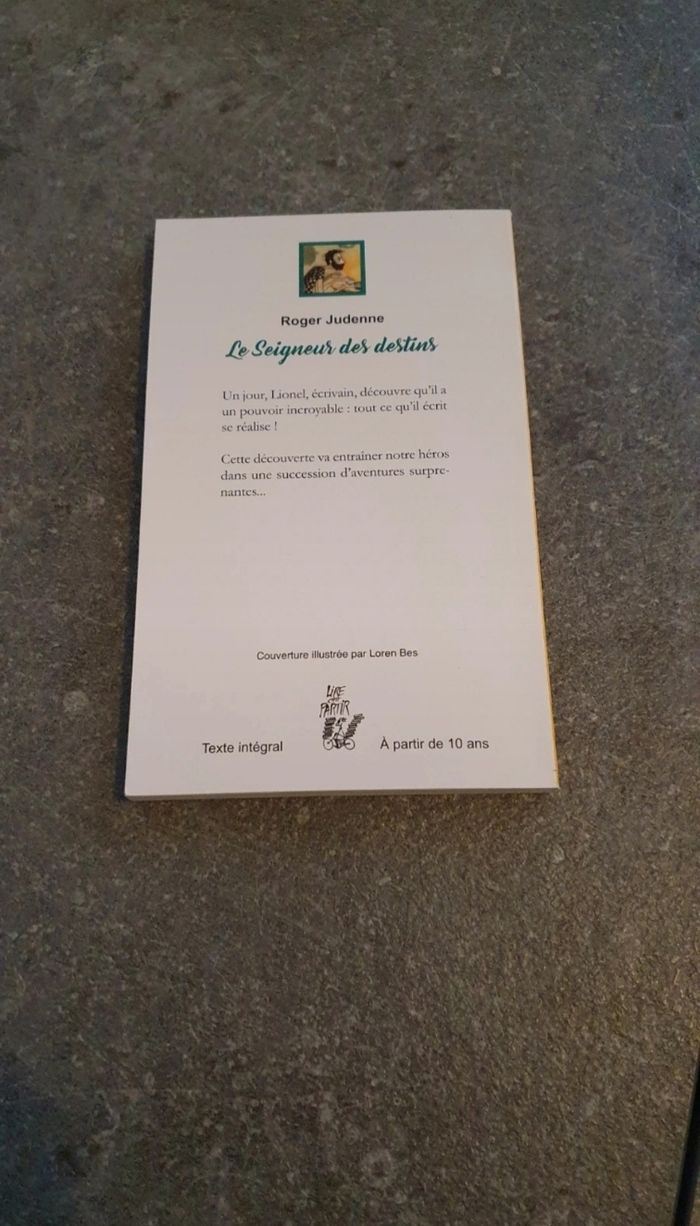 Roger Judenne
Le Seigneur des destins
Un jour, Lionel, écrivain, découvre qu'il a
un pouvoir incroyable : tout ce qu'il écrit
se réalise !
Cette découverte va entraîner notre héros
dans une succession d'aventures surpre-
nantes...
Couverture illustrée par Loren Bes
LIRE
PARTIR
Texte intégral
À partir de 10 ans